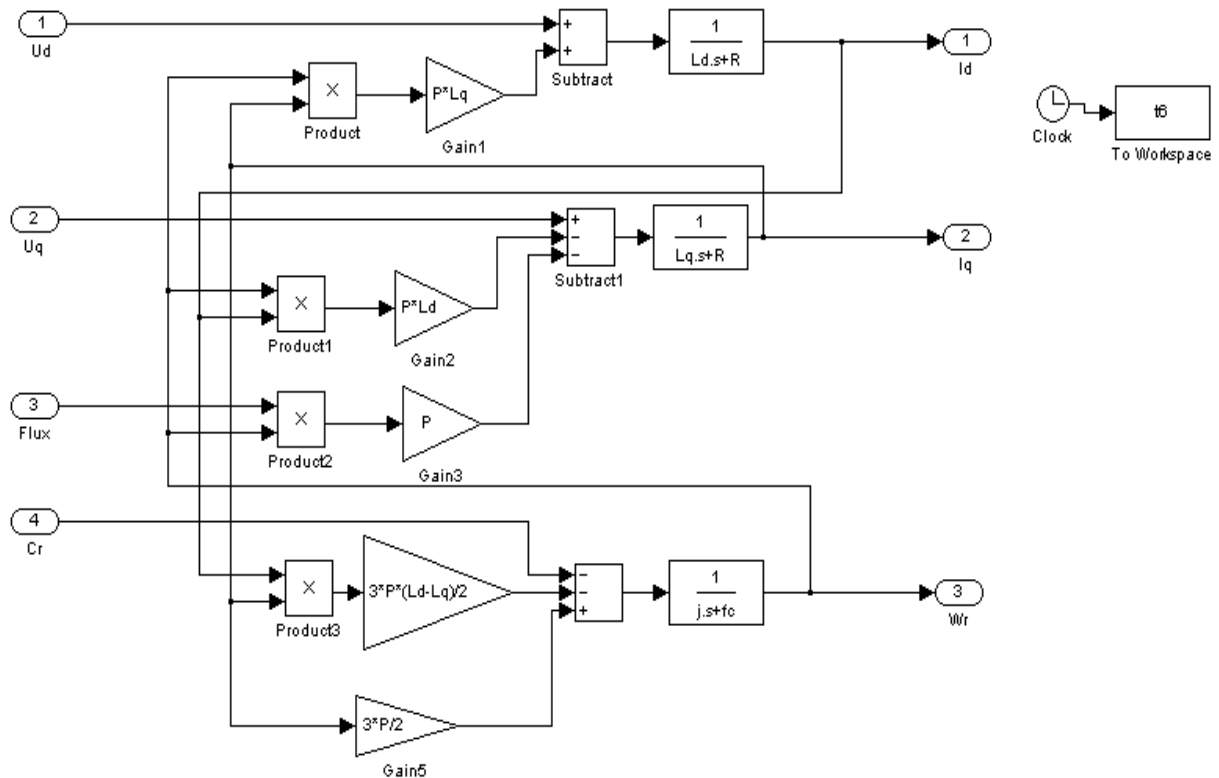 1
Ud
+
+
Subtract
1
Ld.s+R
1
Id
×
Product
P*Lq
Gain1
Clock
t6
To Workspace
2
Uq
+
−
−
Subtract1
1
Lq.s+R
2
Iq
×
Product1
P*Ld
Gain2
3
Flux
×
Product2
P
Gain3
4
Cr
×
Product3
3*P*(Ld-Lq)/2
−
−
+
1
j.s+fc
3
Wr
3*P/2
Gain5